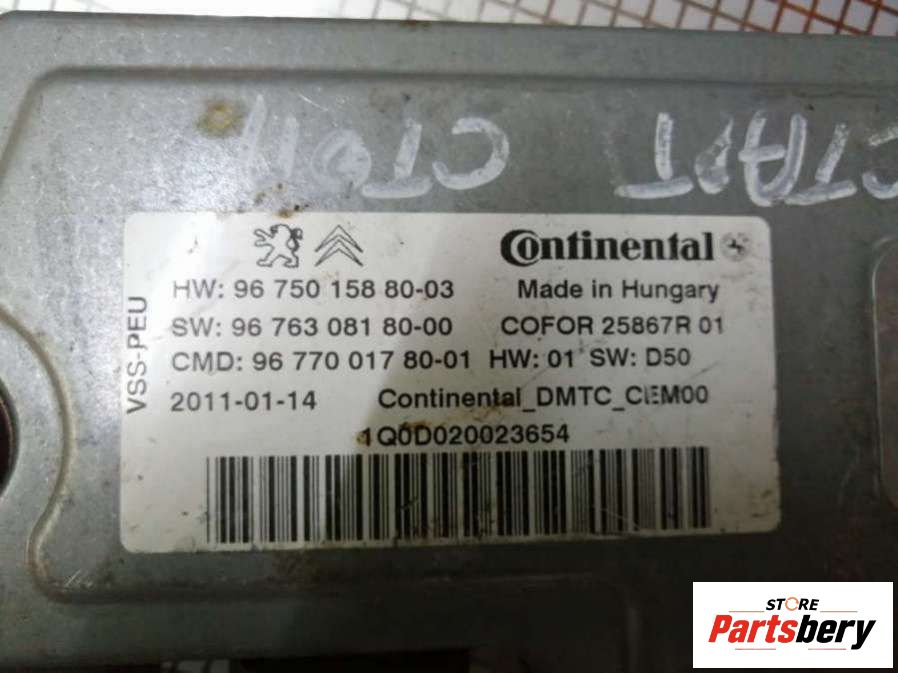 СТАРТ
СТОП
VSS-PEU
Continental
HW: 96 750 158 80-03 Made in Hungary
SW: 96 763 081 80-00 COFOR 25867R 01
CMD: 96 770 017 80-01 HW: 01 SW: D50
2011-01-14 Continental_DMTC_CIEM00
1Q0D020023654
STORE
Partsbery